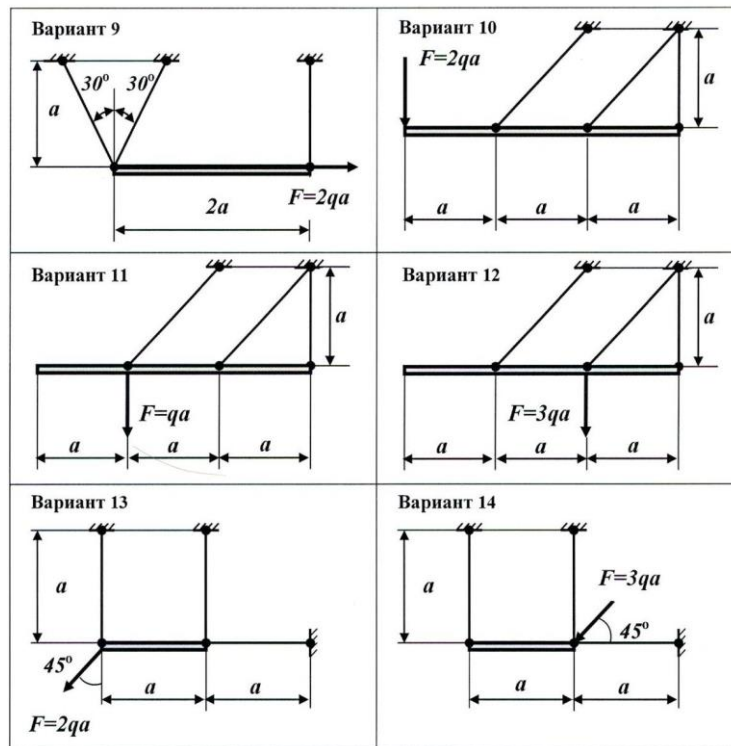 Вариант 9
30° 30°
a
F=2qa
2a
Вариант 10
F=2qa
a
a a a
Вариант 11
a
F=qa
a a a
Вариант 12
a
F=3qa
a a a
Вариант 13
a
45°
a a
F=2qa
Вариант 14
F=3qa
a
45°
a a